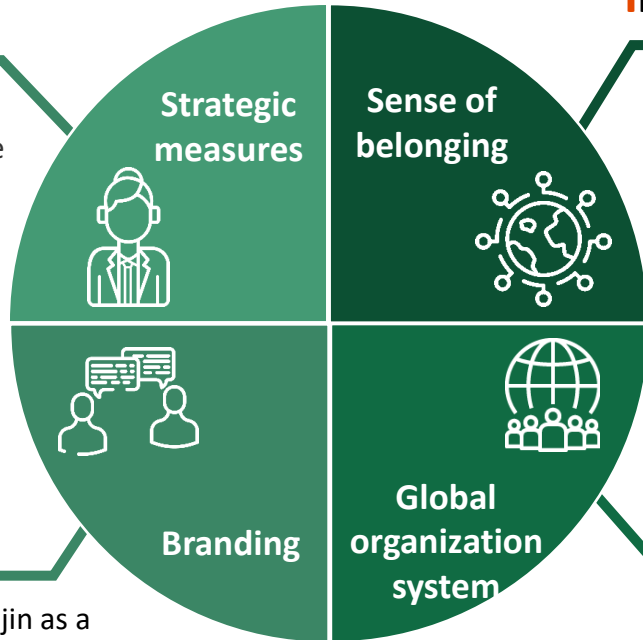 Strategic
measures
Sense of
belonging
Branding
Global
organization
system
jin as a